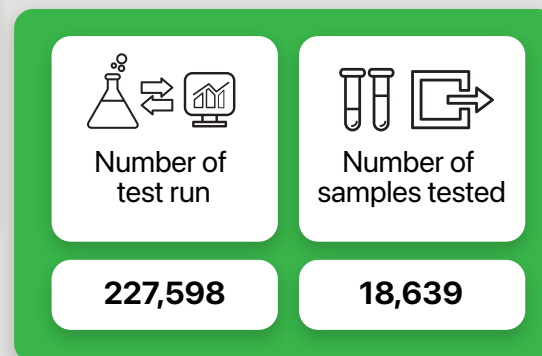 Number of
test run
227,598
Number of
samples tested
18,639